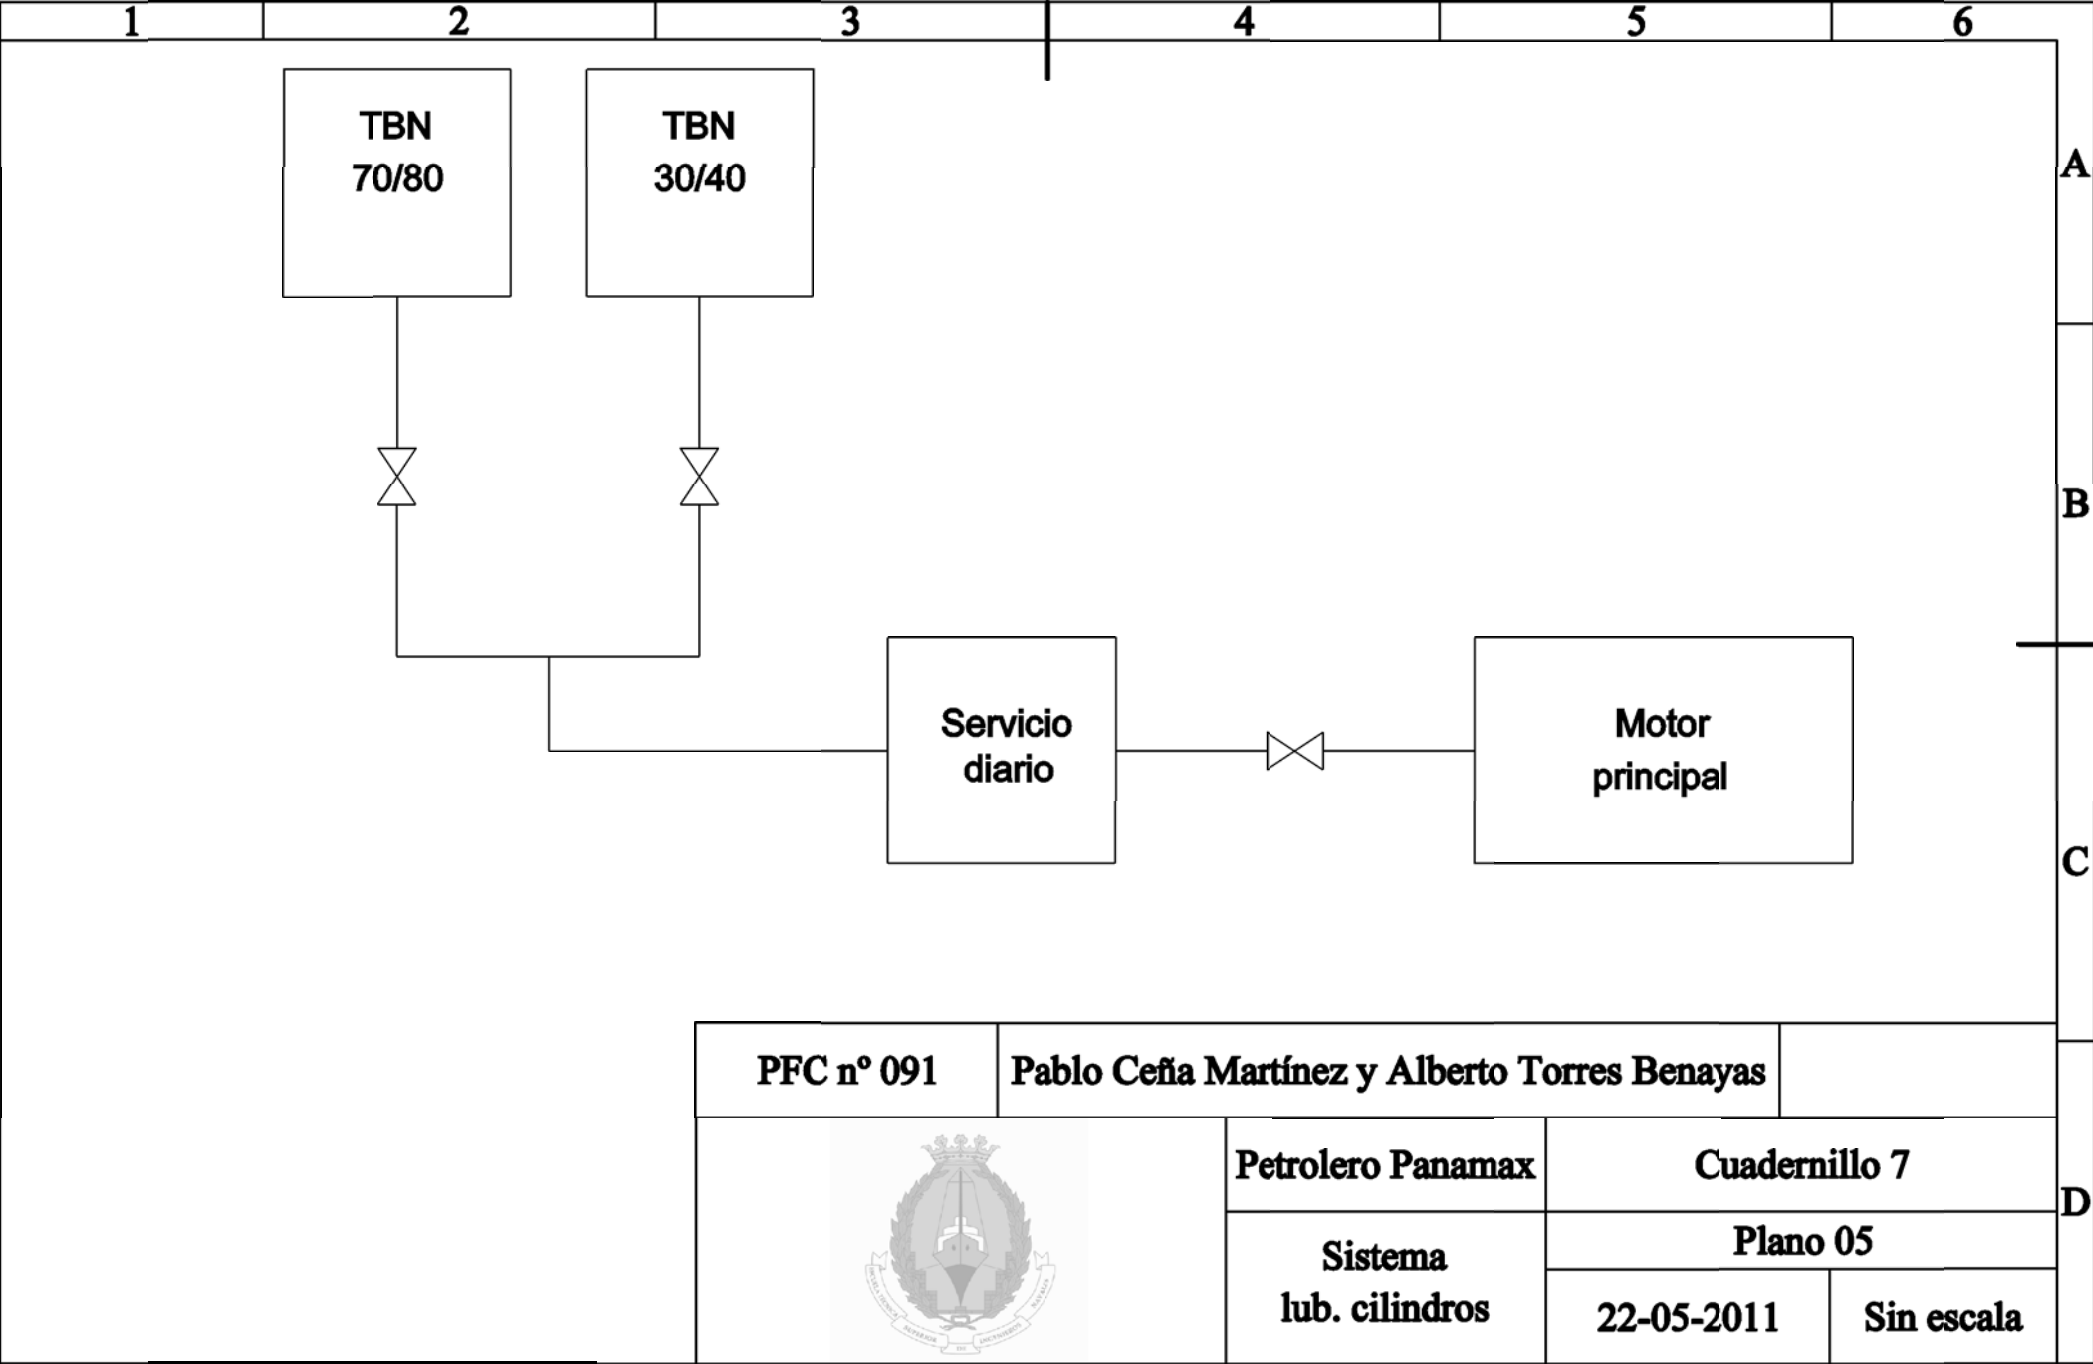 1 2 3 4 5 6
TBN
70/80
TBN
30/40
A
B
Servicio
diario
Motor
principal
C
PFC nº 091
Pablo Ceña Martínez y Alberto Torres Benayas
Petrolero Panamax
Cuadernillo 7
D
Sistema
lub. cilindros
Plano 05
22-05-2011
Sin escala